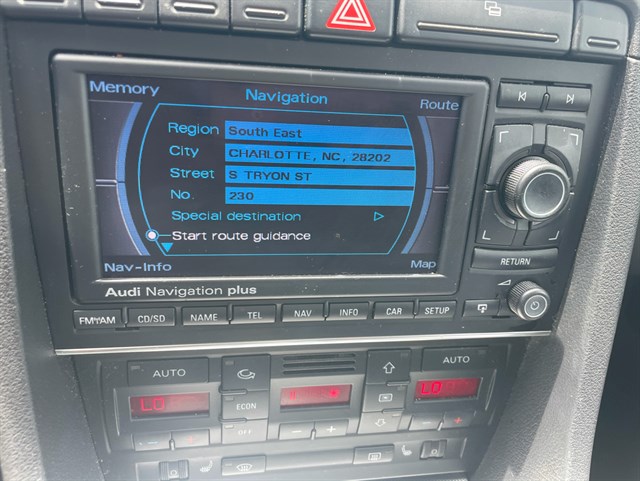 Memory
Navigation
Route
Region South East
City CHARLOTTE, NC, 28202
Street S TRYON ST
No. 230
Special destination
Start route guidance
Nav-Info
Map
Audi Navigation plus
RETURN
FM/AM CD/SD NAME TEL NAV INFO CAR SETUP
AUTO AUTO
LO LO
ECON
OFF